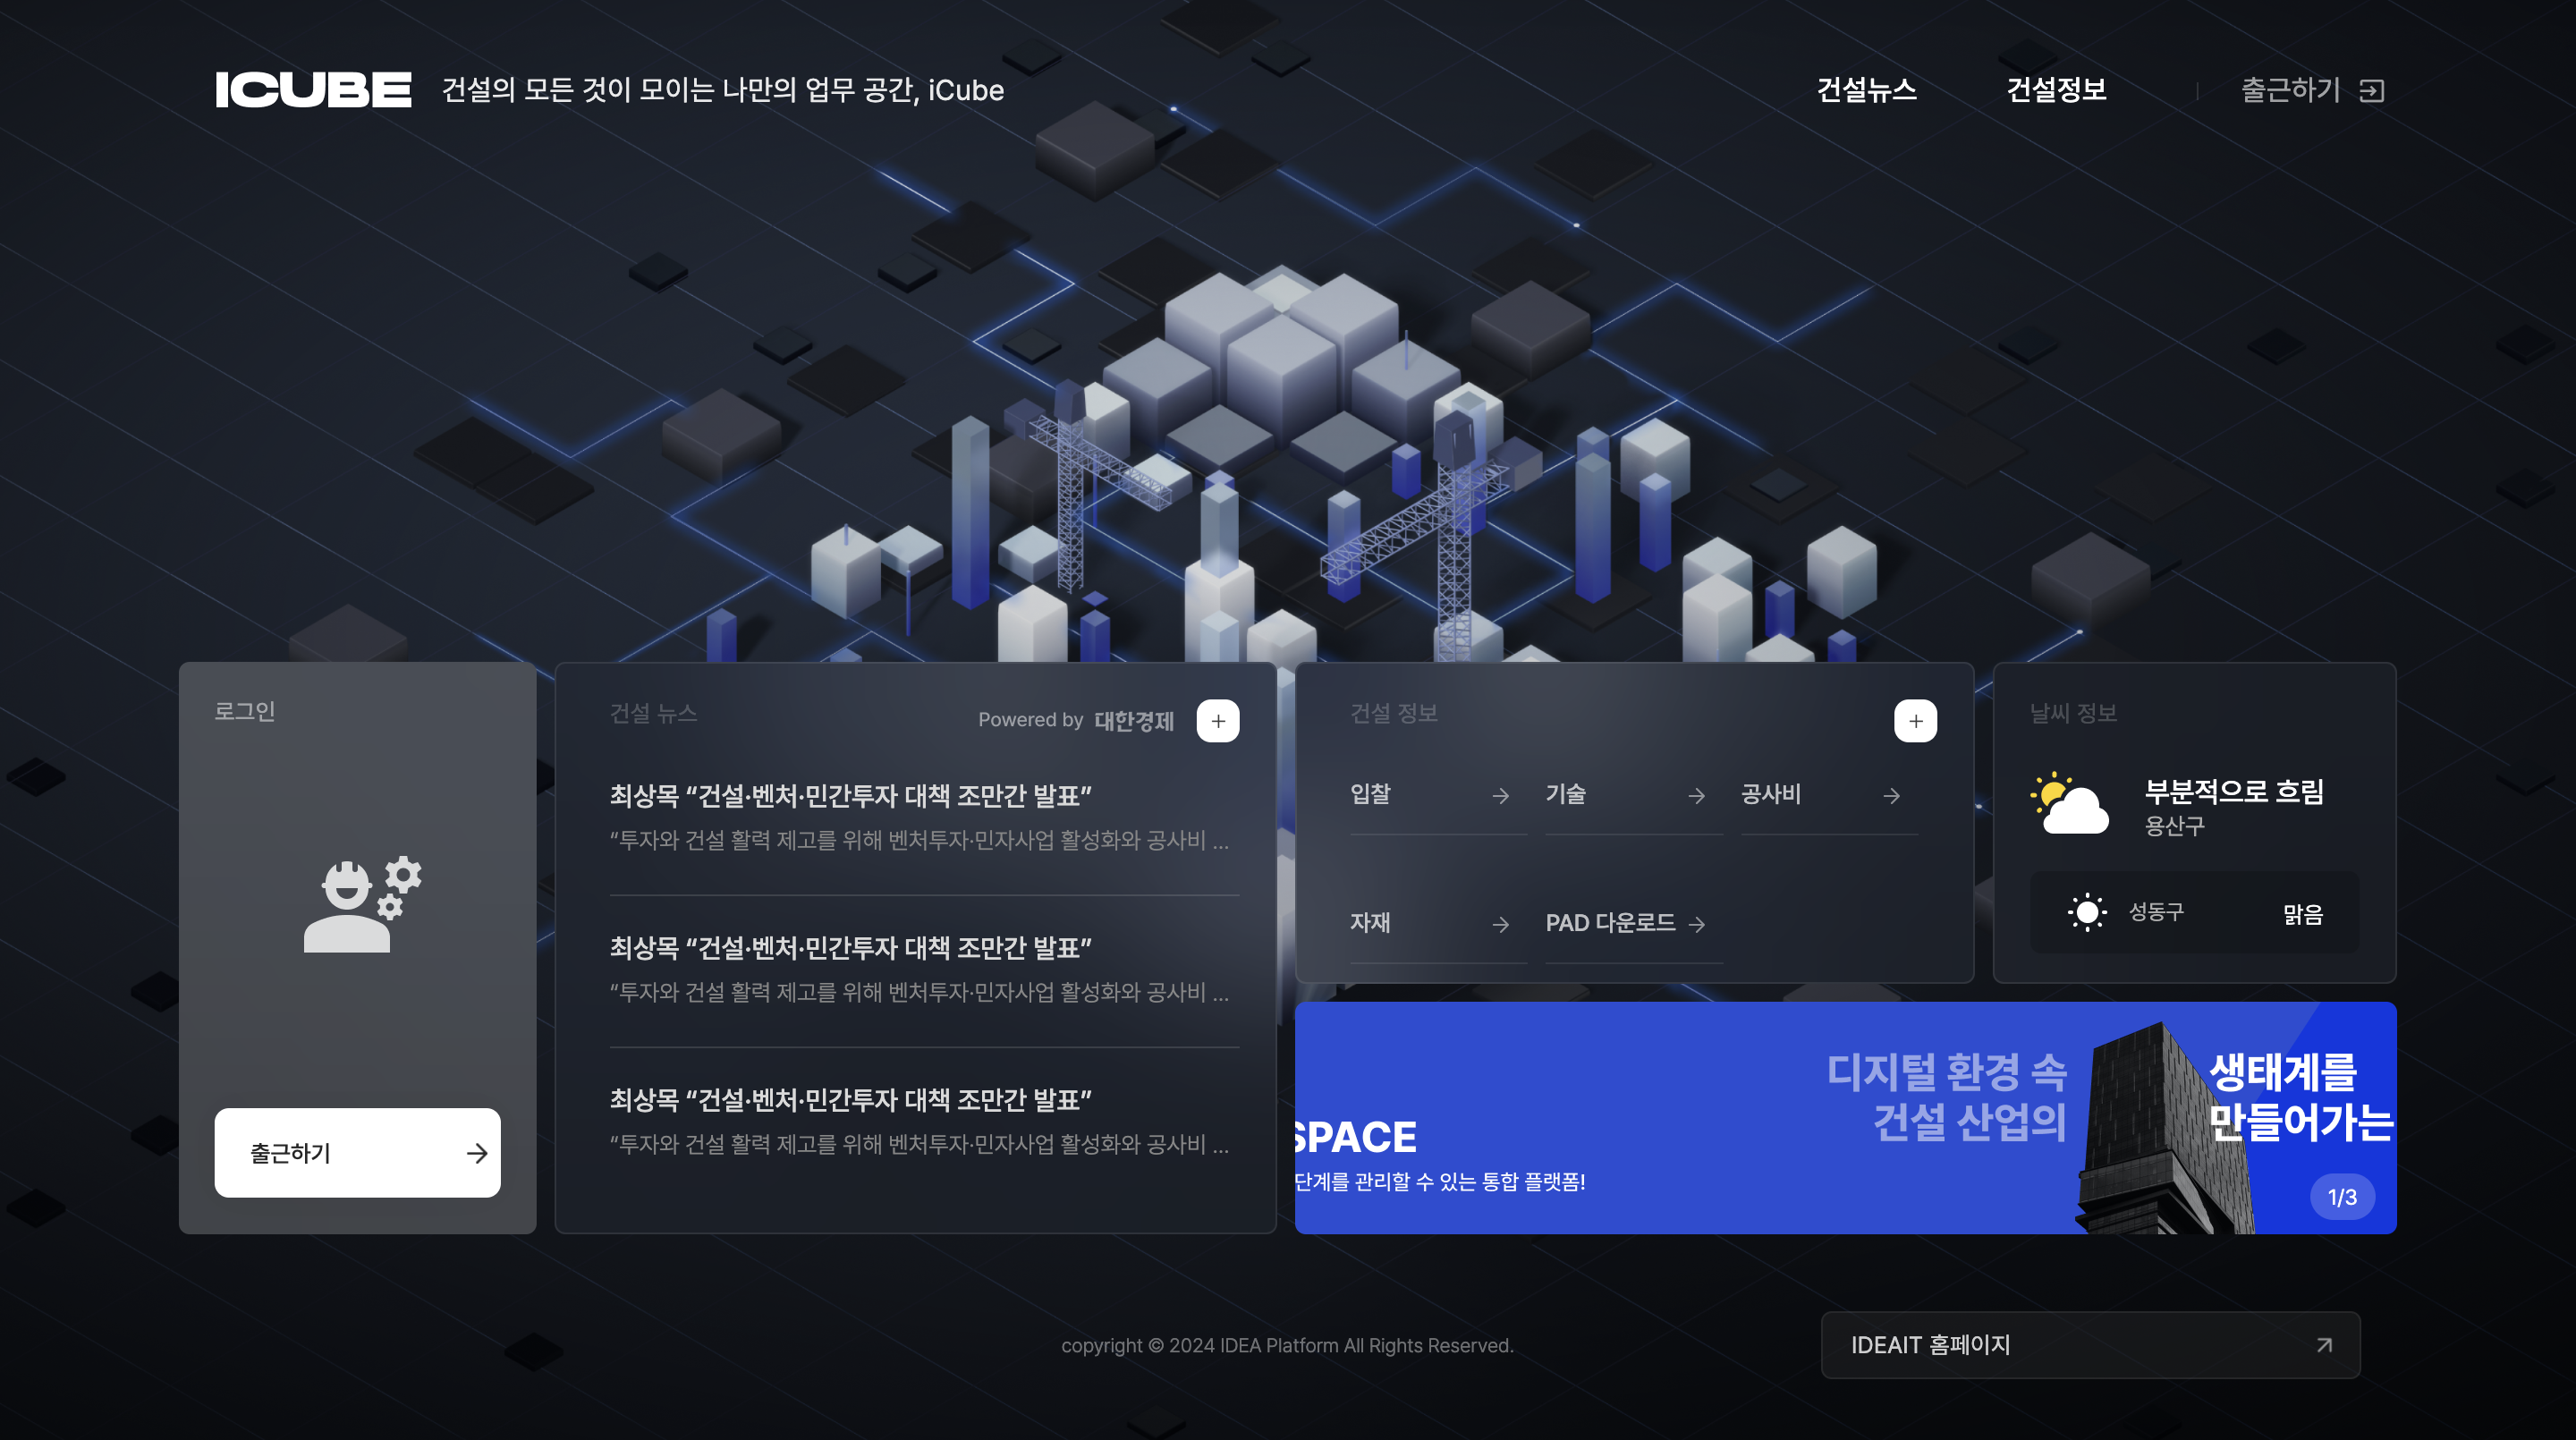 ICUBE 건설의 모든 것이 모이는 나만의 업무 공간, iCube
건설뉴스 건설정보 출근하기
로그인
출근하기
건설 뉴스
Powered by 대한경제
최상목 “건설·벤처·민간투자 대책 조만간 발표”
“투자와 건설 활력 제고를 위해 벤처투자·민자사업 활성화와 공사비 ...
최상목 “건설·벤처·민간투자 대책 조만간 발표”
“투자와 건설 활력 제고를 위해 벤처투자·민자사업 활성화와 공사비 ...
최상목 “건설·벤처·민간투자 대책 조만간 발표”
“투자와 건설 활력 제고를 위해 벤처투자·민자사업 활성화와 공사비 ...
건설 정보
입찰 기술 공사비
자재 PAD 다운로드
날씨 정보
부분적으로 흐림
용산구
성동구 맑음
SPACE
단계를 관리할 수 있는 통합 플랫폼!
디지털 환경 속
건설 산업의
생태계를
만들어가는
1/3
copyright © 2024 IDEA Platform All Rights Reserved.
IDEAIT 홈페이지